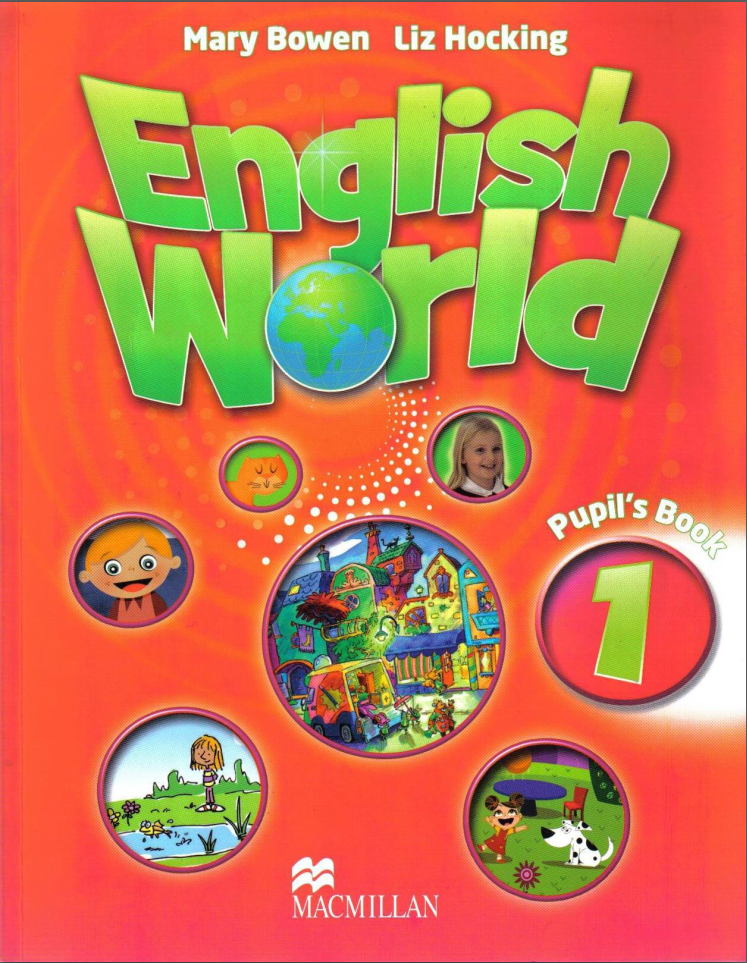 Mary Bowen Liz Hocking
English
World
Pupil's Book
1
MACMILLAN